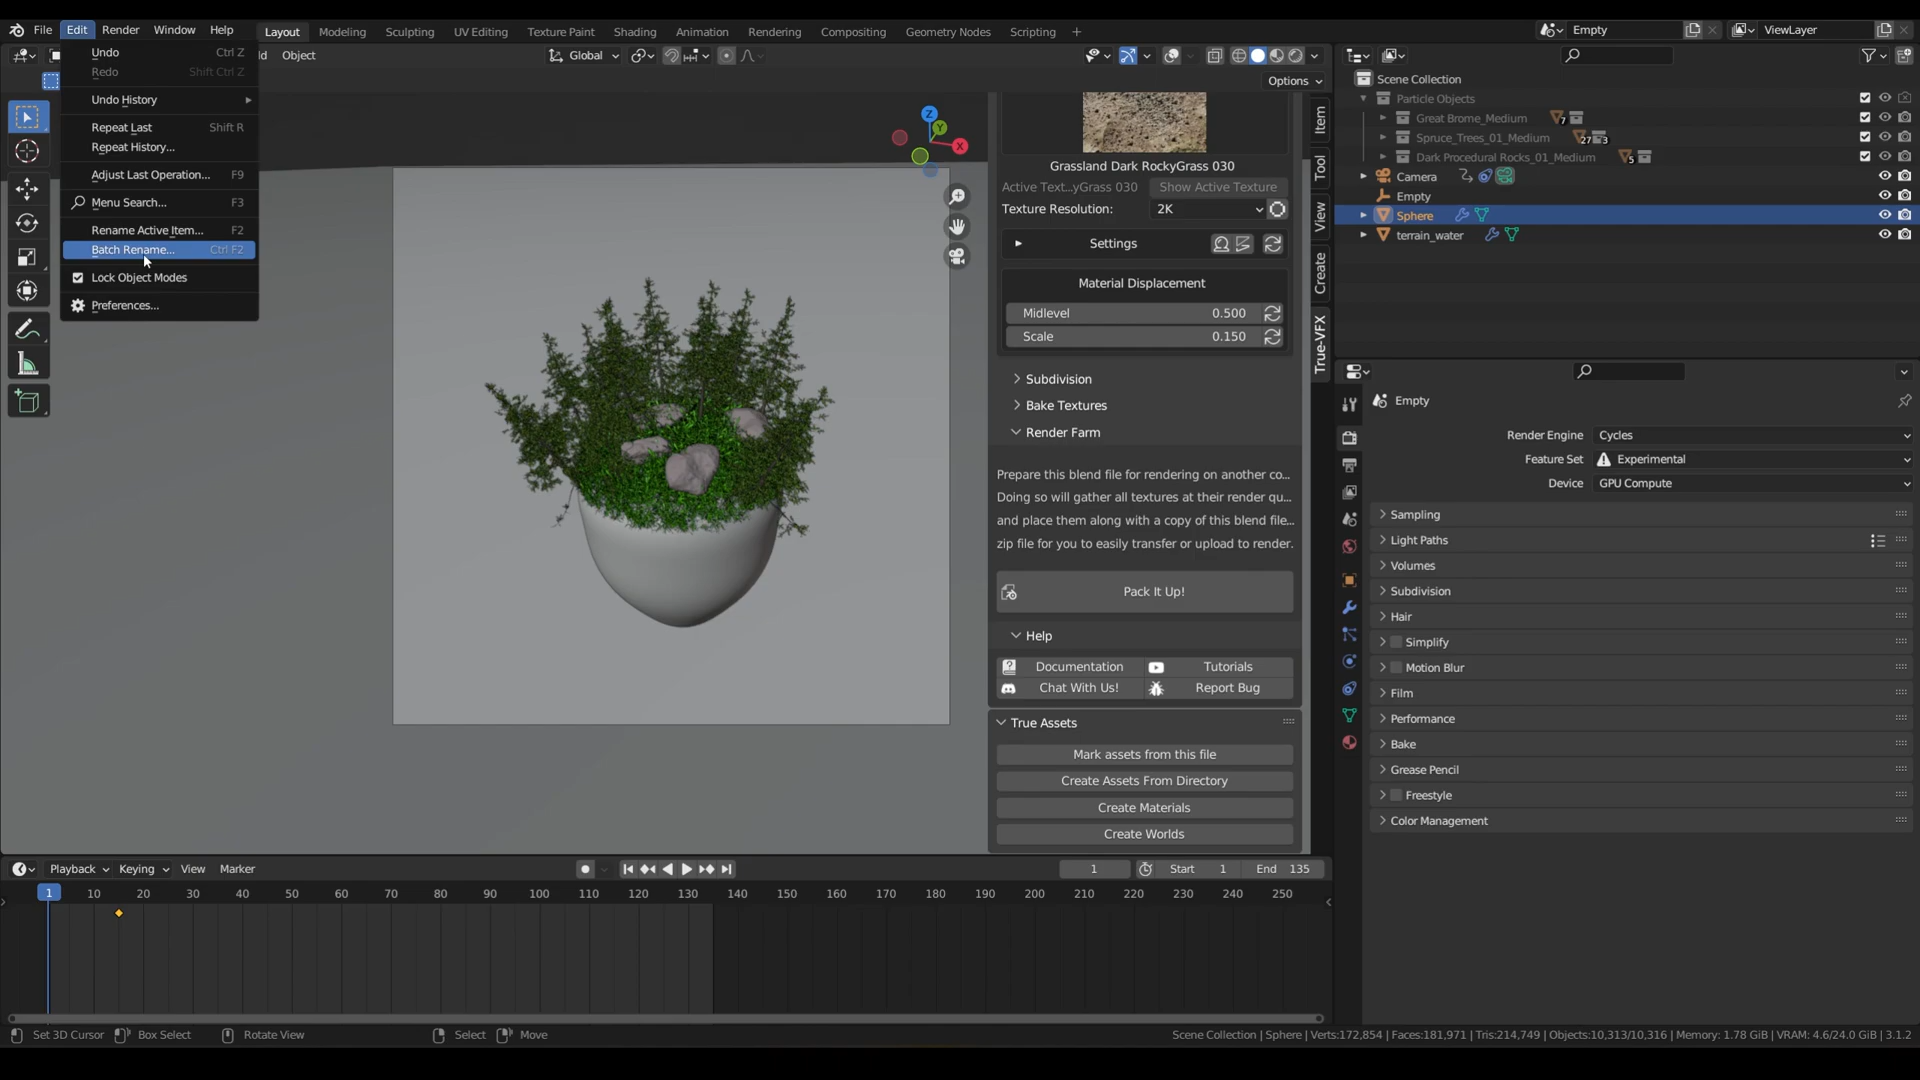 File Edit Render Window Help Layout Modeling Sculpting UV Editing Texture Paint Shading Animation Rendering Compositing Geometry Nodes Scripting + Empty ViewLayer
Object Global
Options
Undo Ctrl Z
Redo Shift Ctrl Z
Undo History
Repeat Last Shift R
Repeat History...
Adjust Last Operation... F9
Menu Search... F3
Rename Active Item... F2
Batch Rename... Ctrl F2
Lock Object Modes
Preferences...
Z
Y
X
Grassland Dark RockyGrass 030
Active Text...yGrass 030 Show Active Texture
Texture Resolution: 2K
Settings
Material Displacement
Midlevel 0.500
Scale 0.150
Subdivision
Bake Textures
Render Farm
Prepare this blend file for rendering on another co...
Doing so will gather all textures at their render qu...
and place them along with a copy of this blend file...
zip file for you to easily transfer or upload to render.
Pack It Up!
Help
Documentation Tutorials
Chat With Us! Report Bug
True Assets
Mark assets from this file
Create Assets From Directory
Create Materials
Create Worlds
Item
Tool
View
Create
True-VFX
Scene Collection
Particle Objects
Great Brome_Medium 7
Spruce_Trees_01_Medium 27 3
Dark Procedural Rocks_01_Medium 5
Camera
Empty
Sphere
terrain_water
Empty
Render Engine Cycles
Feature Set Experimental
Device GPU Compute
Sampling
Light Paths
Volumes
Subdivision
Hair
Simplify
Motion Blur
Film
Performance
Bake
Grease Pencil
Freestyle
Color Management
Playback Keying View Marker 1 Start 1 End 135
1 10 20 30 40 50 60 70 80 90 100 110 120 130 140 150 160 170 180 190 200 210 220 230 240 250
Set 3D Cursor Box Select Rotate View Select Move Scene Collection | Sphere | Verts:172,854 | Faces:181,971 | Tris:214,749 | Objects:10,313/10,316 | Memory: 1.78 GiB | VRAM: 4.6/24.0 GiB | 3.1.2